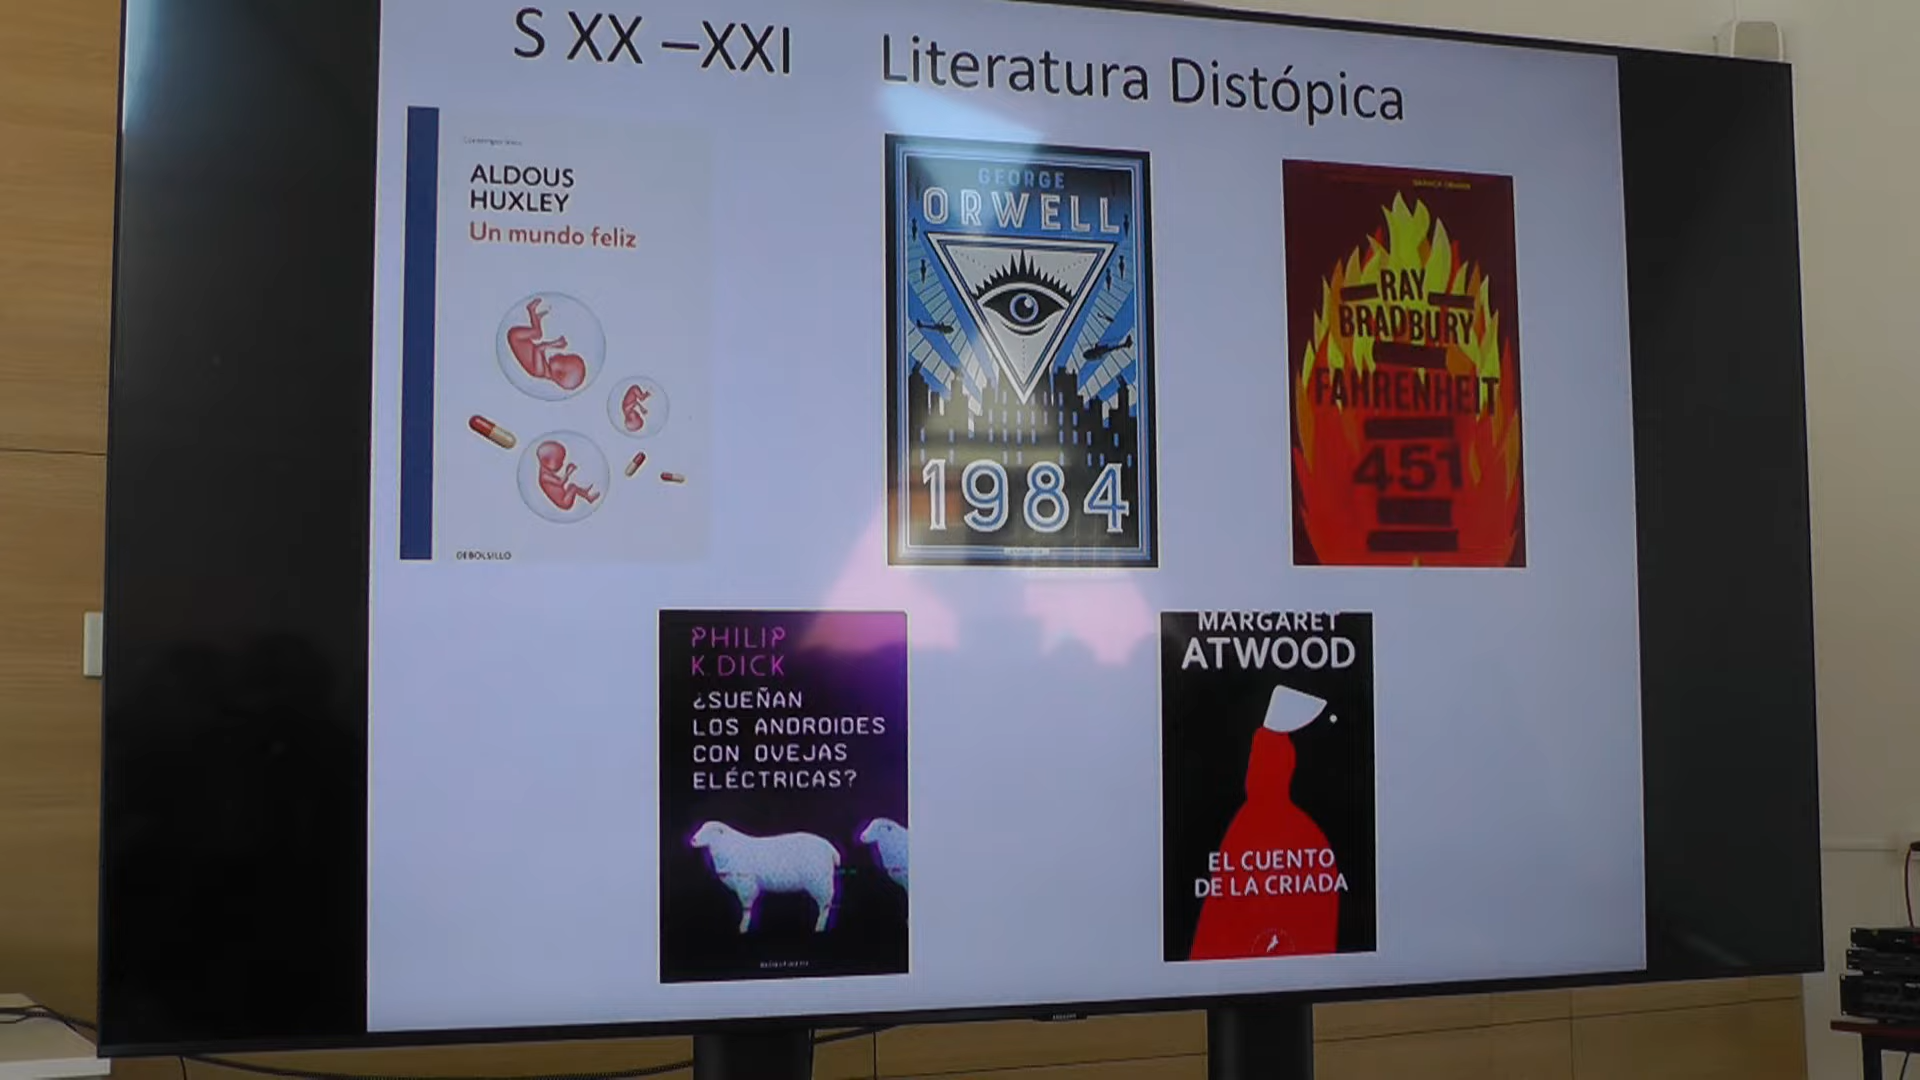 S XX –XXI Literatura Distópica
ALDOUS
HUXLEY
Un mundo feliz
DEBOLSILLO
GEORGE
ORWELL
1984
RAY
BRADBURY
FAHRENHEIT
451
PHILIP
K. DICK
¿SUEÑAN
LOS ANDROIDES
CON OVEJAS
ELÉCTRICAS?
MARGARET
ATWOOD
EL CUENTO
DE LA CRIADA